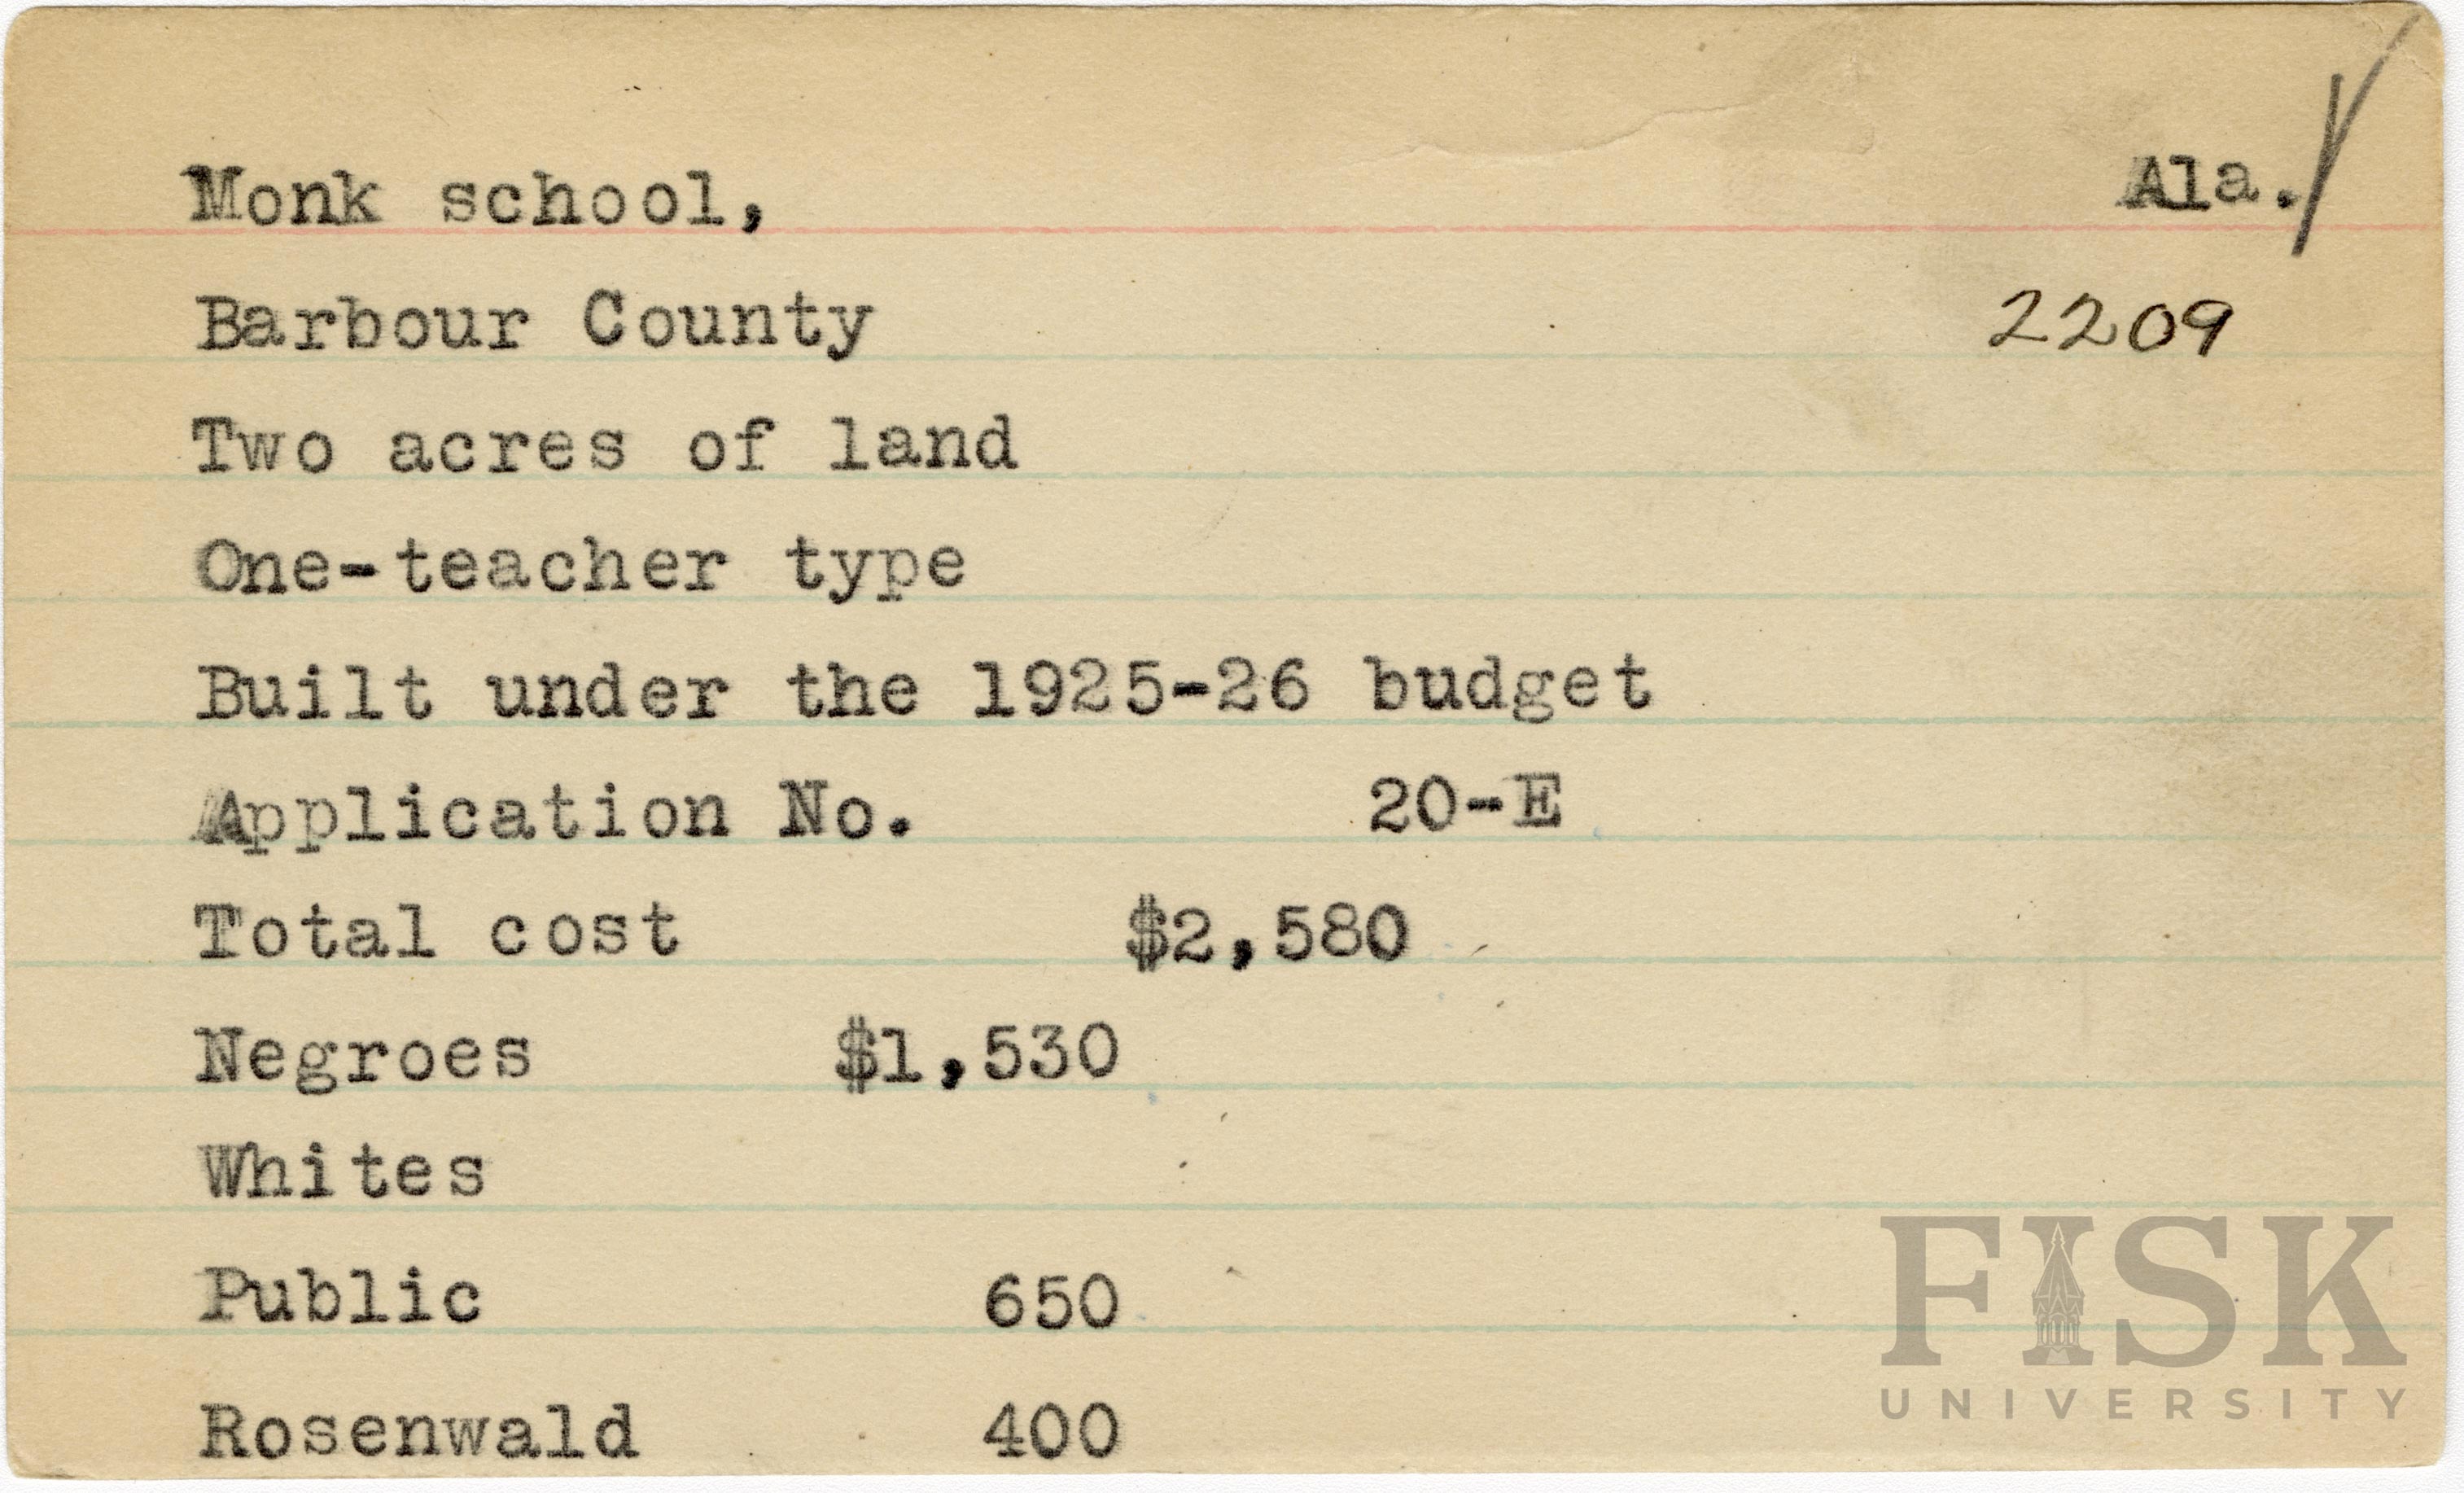 Monk school, Ala.
Barbour County 2209
Two acres of land
One-teacher type
Built under the 1925-26 budget
Application No. 20-E
Total cost $2,580
Negroes $1,530
Whites
Public 650
Rosenwald 400
FISK
UNIVERSITY